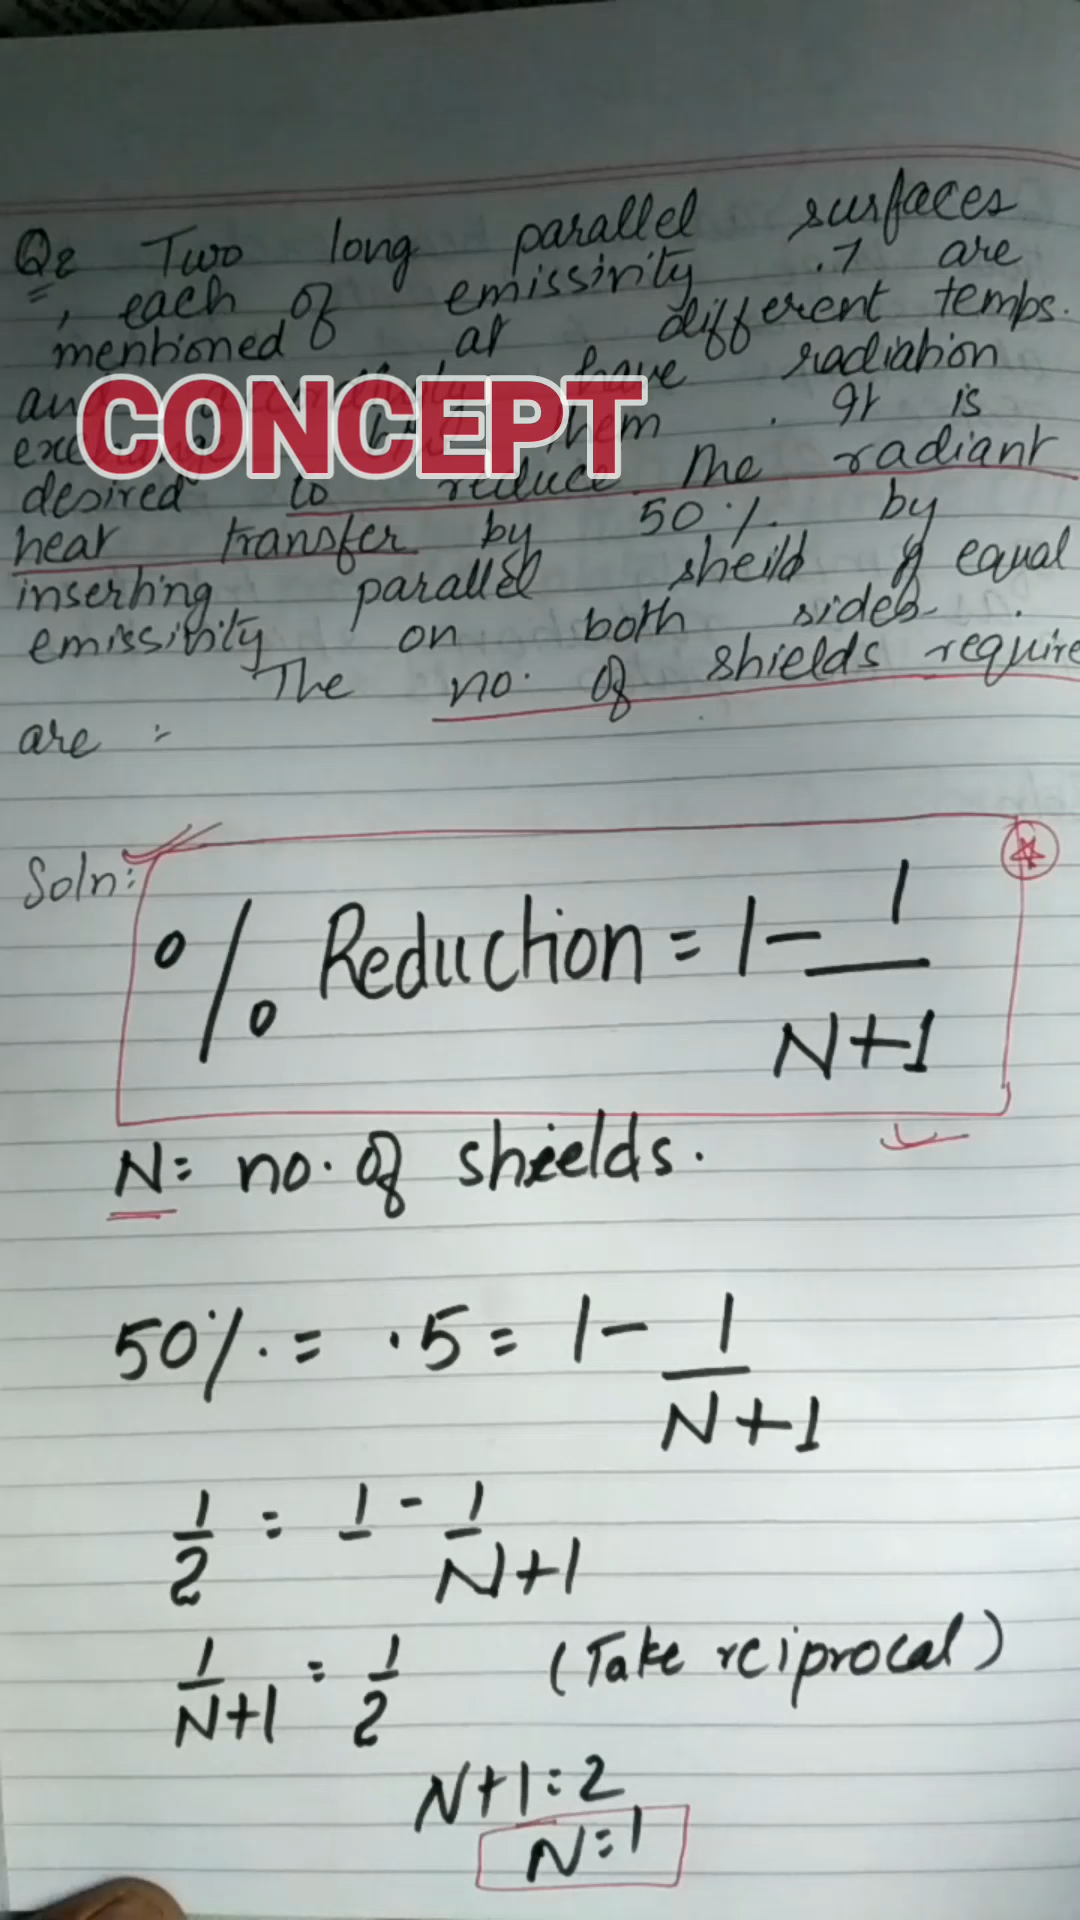 Q2 Two long parallel surfaces
, each of emissivity .7 are
mentioned at different temps.
and have radiation
CONCEPT
them . It is
desired to reduce the radiant
heat transfer by 50 %. by
inserting parallel sheild of equal
emissivity on both sides.
The no. of shields require
are :-
Soln:
% Reduction = 1 - 1/N+1
N = no. of shields.
50 %. = .5 = 1 - 1/N+1
1/2 = 1 - 1/N+1
1/N+1 = 1/2 (Take reciprocal)
N+1 = 2
N = 1